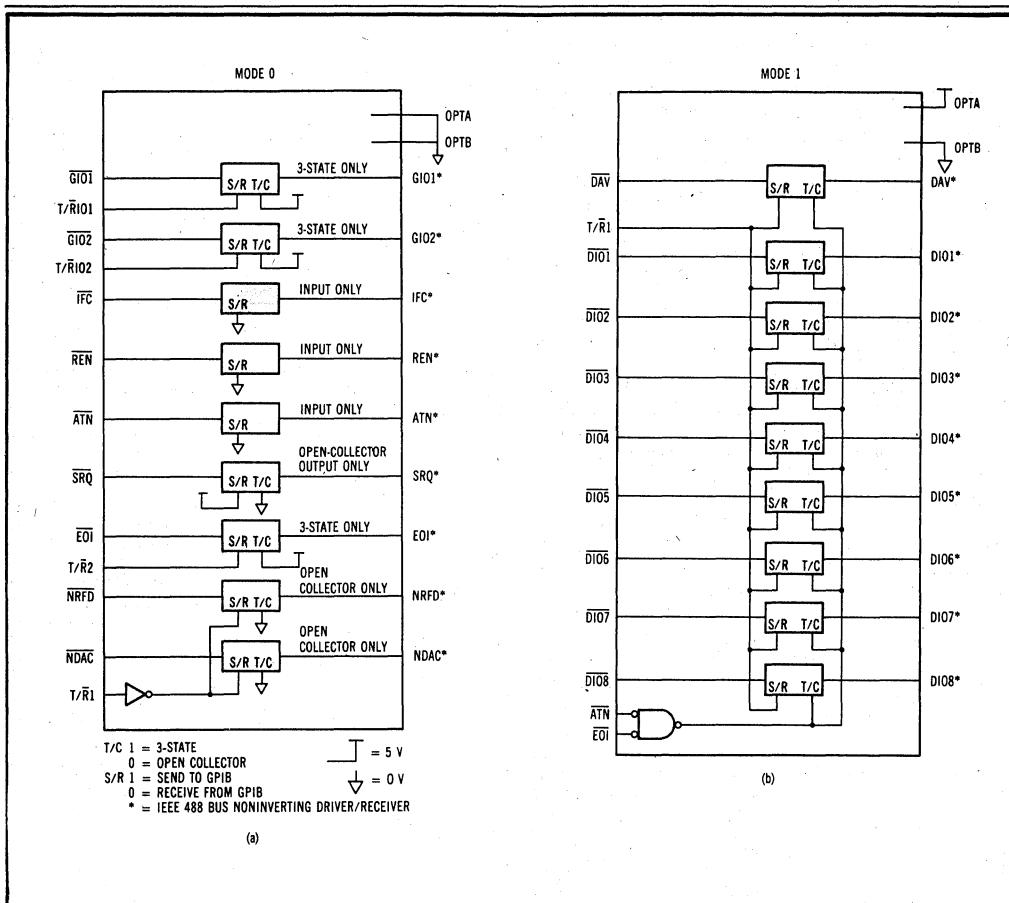 MODE 0
OPTA
OPTB
GIO1 S/R T/C 3-STATE ONLY GIO1*
T/R̅IO1
GIO2 S/R T/C 3-STATE ONLY GIO2*
T/R̅IO2
IFC S/R INPUT ONLY IFC*
REN S/R INPUT ONLY REN*
ATN S/R INPUT ONLY ATN*
OPEN-COLLECTOR
OUTPUT ONLY
SRQ S/R T/C SRQ*
EOI S/R T/C 3-STATE ONLY EOI*
T/R̅2
OPEN
COLLECTOR ONLY
NRFD S/R T/C NRFD*
OPEN
COLLECTOR ONLY
NDAC S/R T/C NDAC*
T/R̅1
T/C 1 = 3-STATE
0 = OPEN COLLECTOR
S/R 1 = SEND TO GPIB
0 = RECEIVE FROM GPIB
* = IEEE 488 BUS NONINVERTING DRIVER/RECEIVER
= 5 V
= 0 V
(a)
MODE 1
OPTA
OPTB
DAV S/R T/C DAV*
T/R̅1
DIO1 S/R T/C DIO1*
DIO2 S/R T/C DIO2*
DIO3 S/R T/C DIO3*
DIO4 S/R T/C DIO4*
DIO5 S/R T/C DIO5*
DIO6 S/R T/C DIO6*
DIO7 S/R T/C DIO7*
DIO8 S/R T/C DIO8*
ATN
EOI
(b)